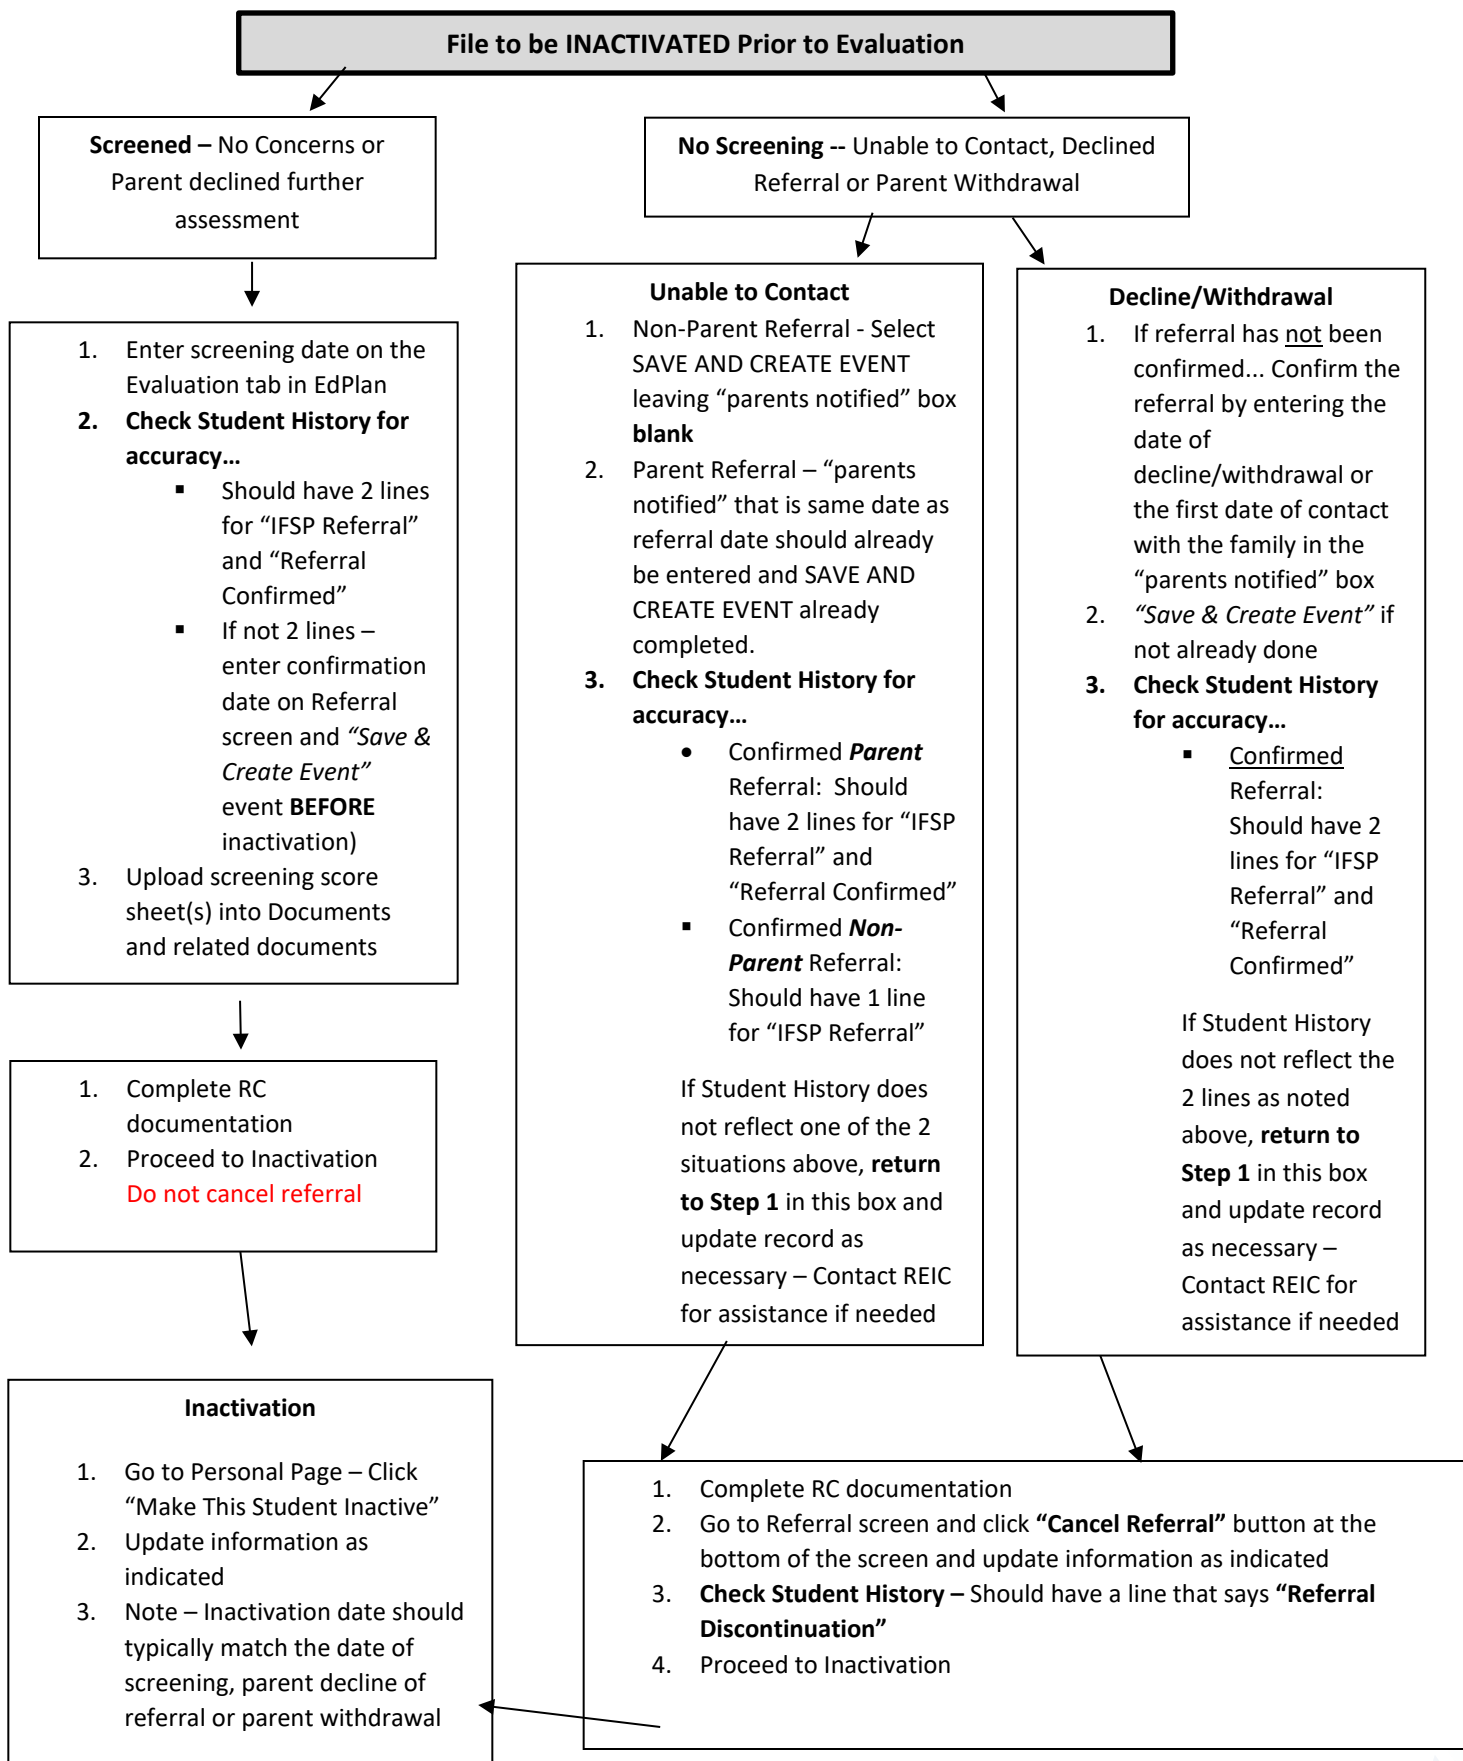 File to be INACTIVATED Prior to Evaluation
Screened – No Concerns or
Parent declined further
assessment
No Screening -- Unable to Contact, Declined
Referral or Parent Withdrawal
1. Enter screening date on the
Evaluation tab in EdPlan
2. Check Student History for
accuracy…
▪ Should have 2 lines
for “IFSP Referral”
and “Referral
Confirmed”
▪ If not 2 lines –
enter confirmation
date on Referral
screen and “Save &
Create Event”
event BEFORE
inactivation)
3. Upload screening score
sheet(s) into Documents
and related documents
Unable to Contact
1. Non-Parent Referral - Select
SAVE AND CREATE EVENT
leaving “parents notified” box
blank
2. Parent Referral – “parents
notified” that is same date as
referral date should already
be entered and SAVE AND
CREATE EVENT already
completed.
3. Check Student History for
accuracy…
• Confirmed Parent
Referral: Should
have 2 lines for “IFSP
Referral” and
“Referral Confirmed”
▪ Confirmed Non-
Parent Referral:
Should have 1 line
for “IFSP Referral”
If Student History does
not reflect one of the 2
situations above, return
to Step 1 in this box and
update record as
necessary – Contact REIC
for assistance if needed
Decline/Withdrawal
1. If referral has not been
confirmed... Confirm the
referral by entering the
date of
decline/withdrawal or
the first date of contact
with the family in the
“parents notified” box
2. “Save & Create Event” if
not already done
3. Check Student History
for accuracy…
▪ Confirmed
Referral:
Should have 2
lines for “IFSP
Referral” and
“Referral
Confirmed”
If Student History
does not reflect the
2 lines as noted
above, return to
Step 1 in this box
and update record
as necessary –
Contact REIC for
assistance if needed
1. Complete RC
documentation
2. Proceed to Inactivation
Do not cancel referral
Inactivation
1. Go to Personal Page – Click
“Make This Student Inactive”
2. Update information as
indicated
3. Note – Inactivation date should
typically match the date of
screening, parent decline of
referral or parent withdrawal
1. Complete RC documentation
2. Go to Referral screen and click “Cancel Referral” button at the
bottom of the screen and update information as indicated
3. Check Student History – Should have a line that says “Referral
Discontinuation”
4. Proceed to Inactivation